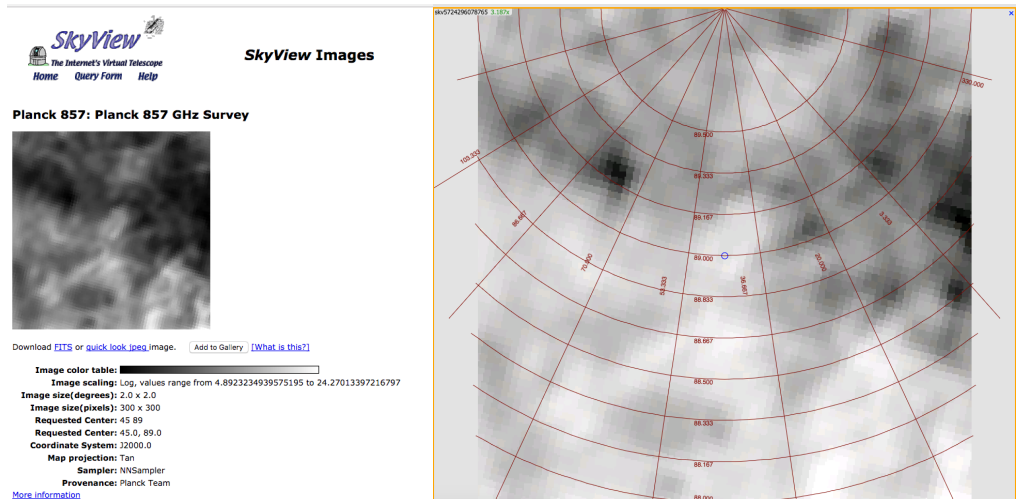 SkyView
The Internet's Virtual Telescope
Home Query Form Help
SkyView Images
Planck 857: Planck 857 GHz Survey
Download FITS or quick look jpeg image. Add to Gallery [What is this?]
Image color table:
Image scaling: Log, values range from 4.8923234939575195 to 24.27013397216797
Image size(degrees): 2.0 x 2.0
Image size(pixels): 300 x 300
Requested Center: 45 89
Requested Center: 45.0, 89.0
Coordinate System: J2000.0
Map projection: Tan
Sampler: NNSampler
Provenance: Planck Team
More information
skv5724296078765 3.187x
x
330.000
89.500
103.333
89.333
86.667
89.167
3.333
89.000
70.000
20.000
53.333
36.667
88.833
88.667
88.500
88.333
88.167
88.000